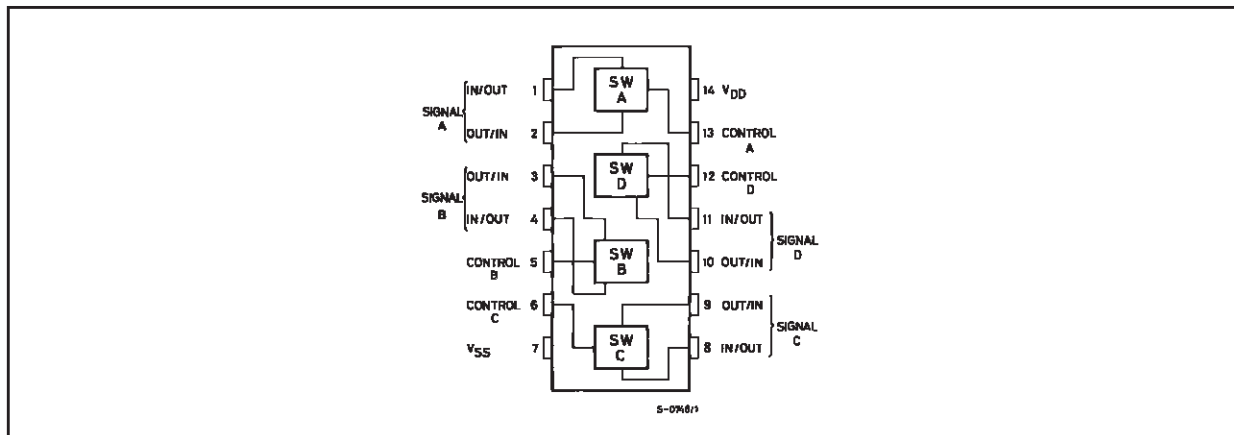 IN/OUT 1
SIGNAL A
OUT/IN 2
OUT/IN 3
SIGNAL B
IN/OUT 4
CONTROL B 5
CONTROL C 6
VSS 7
SW A
SW D
SW B
SW C
14 VDD
13 CONTROL A
12 CONTROL D
11 IN/OUT
SIGNAL D
10 OUT/IN
9 OUT/IN
SIGNAL C
8 IN/OUT